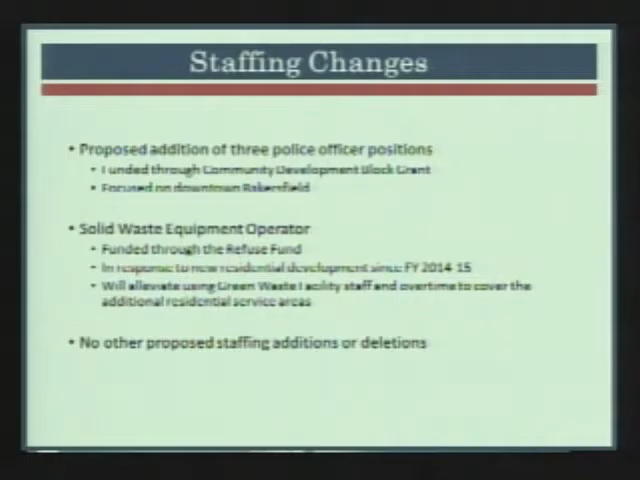 Staffing Changes
• Proposed addition of three police officer positions
• Funded through Community Development Block Grant
• Focused on downtown Bakersfield
• Solid Waste Equipment Operator
• Funded through the Refuse Fund
• In response to new residential development since FY 2014-15
• Will alleviate using Green Waste Facility staff and overtime to cover the
additional residential service areas
• No other proposed staffing additions or deletions